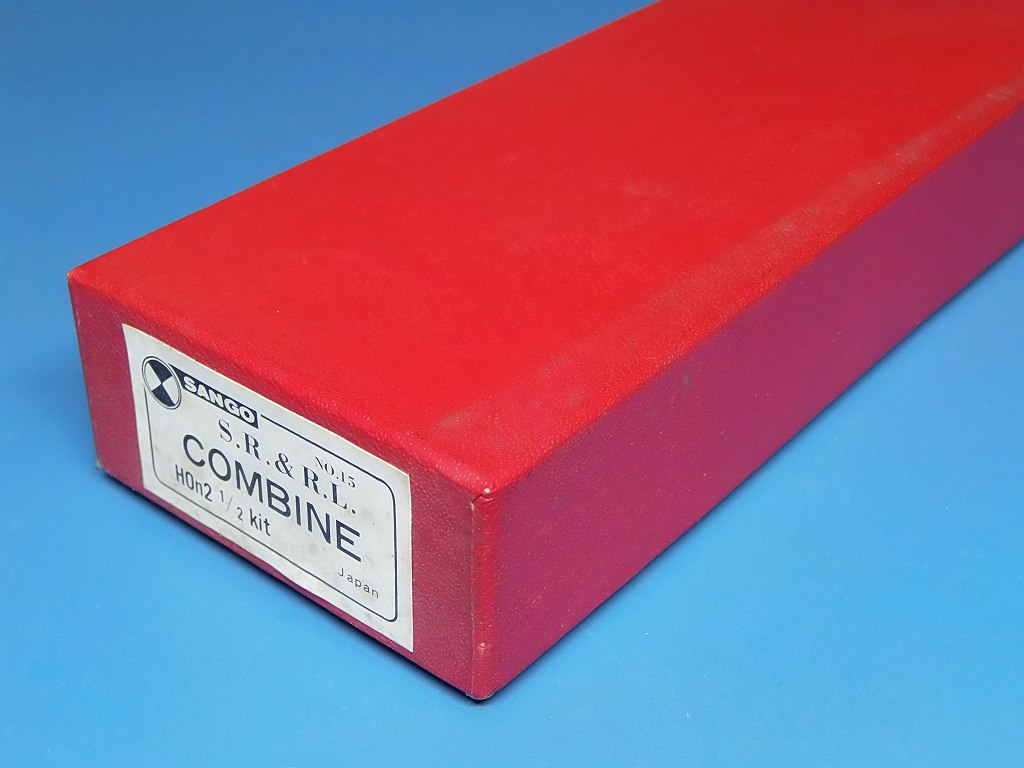 SANGO
NO.15
S.R. & R.L.
COMBINE
HOn2 1/2 kit
Japan